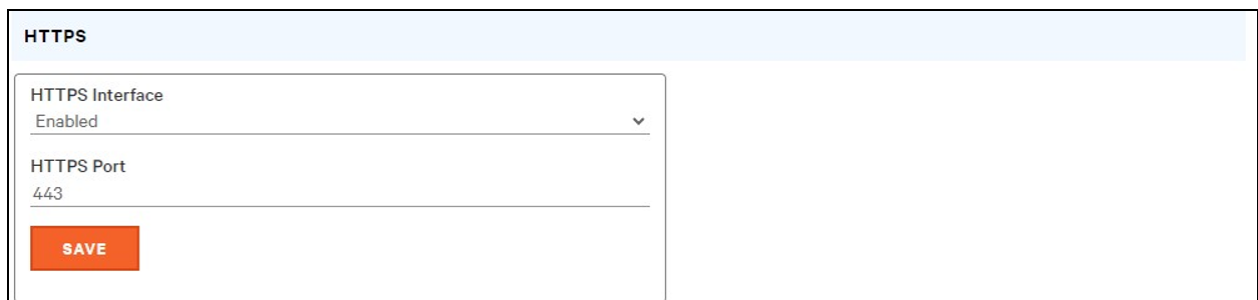 HTTPS
HTTPS Interface
Enabled
HTTPS Port
443
SAVE